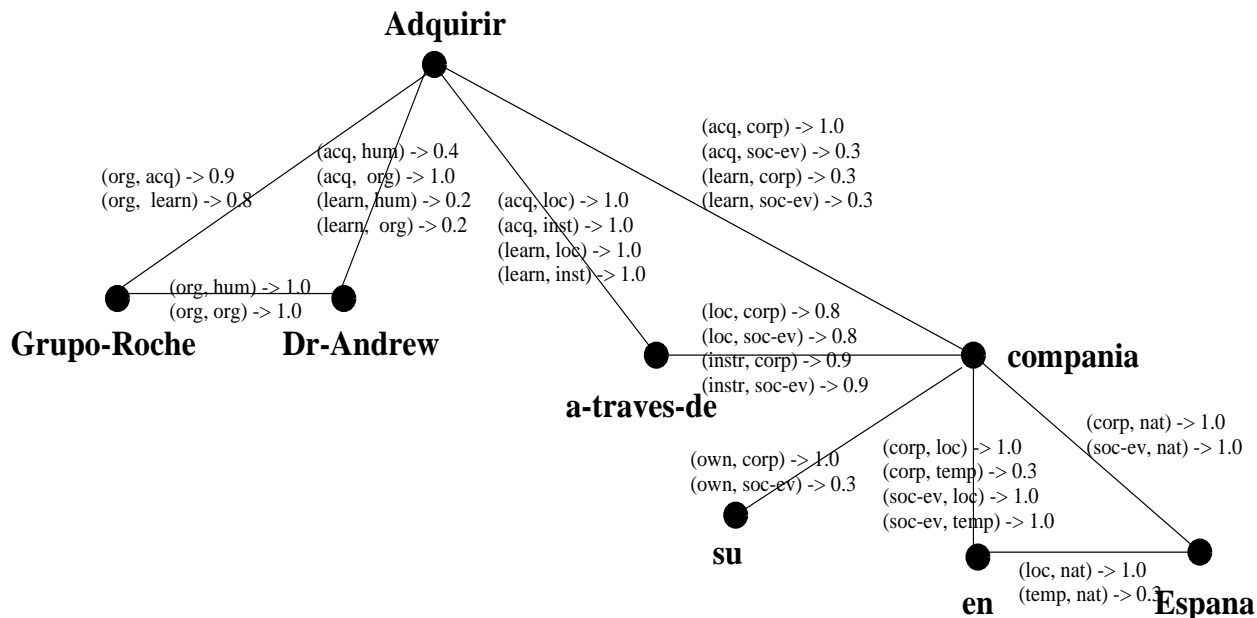 Adquirir
(acq, corp) -> 1.0
(acq, soc-ev) -> 0.3
(learn, corp) -> 0.3
(learn, soc-ev) -> 0.3
(acq, hum) -> 0.4
(acq, org) -> 1.0
(learn, hum) -> 0.2
(learn, org) -> 0.2
(org, acq) -> 0.9
(org, learn) -> 0.8
(acq, loc) -> 1.0
(acq, inst) -> 1.0
(learn, loc) -> 1.0
(learn, inst) -> 1.0
(org, hum) -> 1.0
(org, org) -> 1.0
Grupo-Roche
Dr-Andrew
(loc, corp) -> 0.8
(loc, soc-ev) -> 0.8
(instr, corp) -> 0.9
(instr, soc-ev) -> 0.9
compania
a-traves-de
(corp, nat) -> 1.0
(soc-ev, nat) -> 1.0
(own, corp) -> 1.0
(own, soc-ev) -> 0.3
(corp, loc) -> 1.0
(corp, temp) -> 0.3
(soc-ev, loc) -> 1.0
(soc-ev, temp) -> 1.0
su
(loc, nat) -> 1.0
(temp, nat) -> 0.3
en
Espana